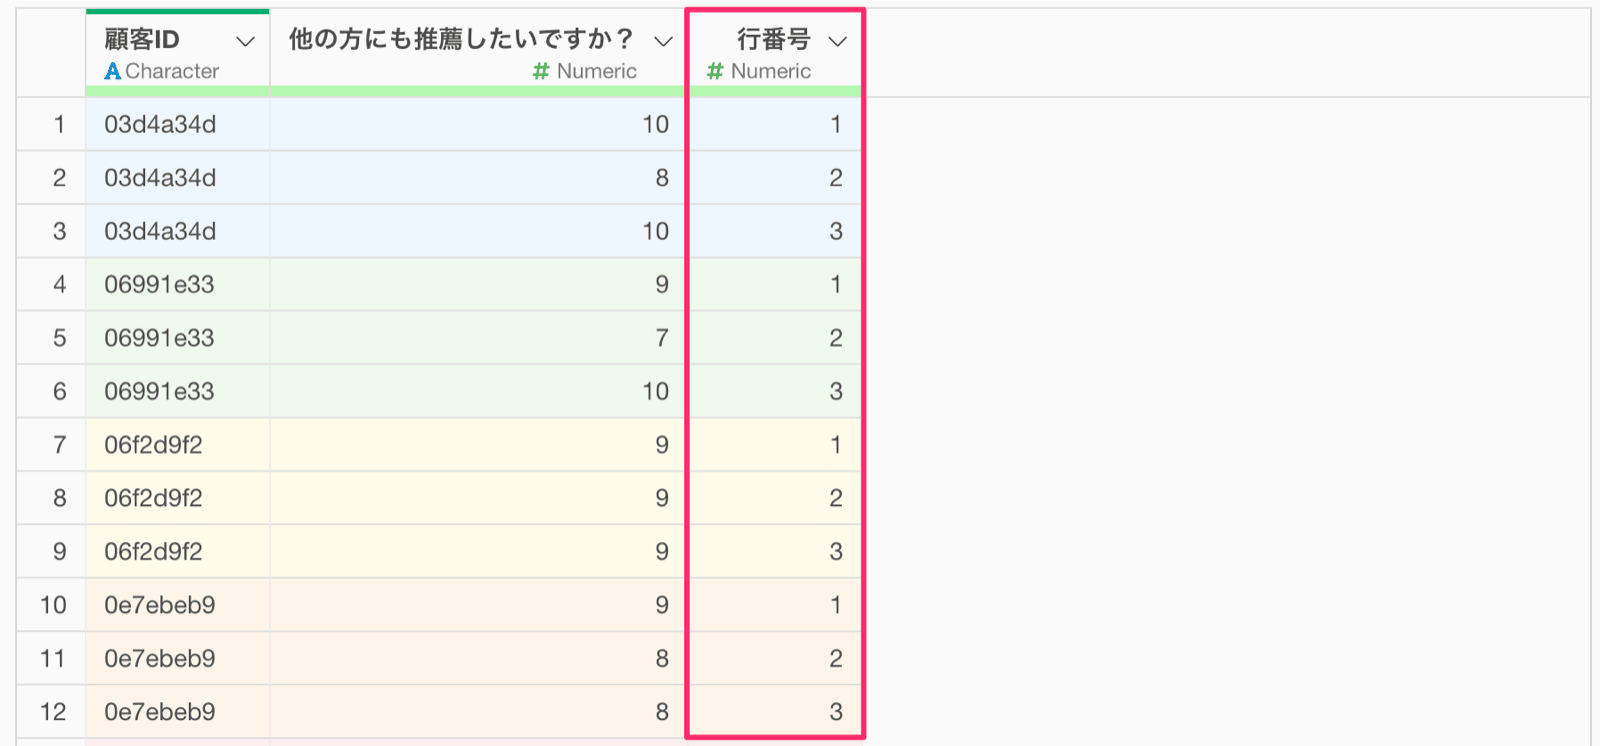 顧客ID 他の方にも推薦したいですか？ 行番号
A Character # Numeric # Numeric
1 03d4a34d 10 1
2 03d4a34d 8 2
3 03d4a34d 10 3
4 06991e33 9 1
5 06991e33 7 2
6 06991e33 10 3
7 06f2d9f2 9 1
8 06f2d9f2 9 2
9 06f2d9f2 9 3
10 0e7ebeb9 9 1
11 0e7ebeb9 8 2
12 0e7ebeb9 8 3